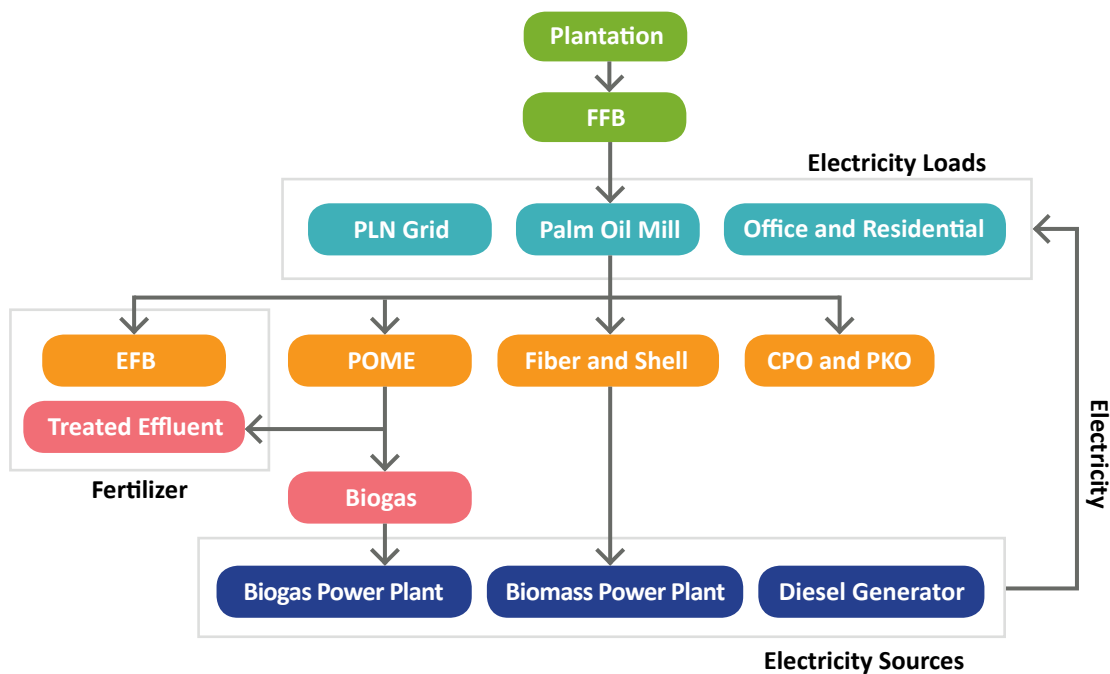 Plantation
FFB
Electricity Loads
PLN Grid
Palm Oil Mill
Office and Residential
EFB
POME
Fiber and Shell
CPO and PKO
Treated Effluent
Electricity
Fertilizer
Biogas
Biogas Power Plant
Biomass Power Plant
Diesel Generator
Electricity Sources